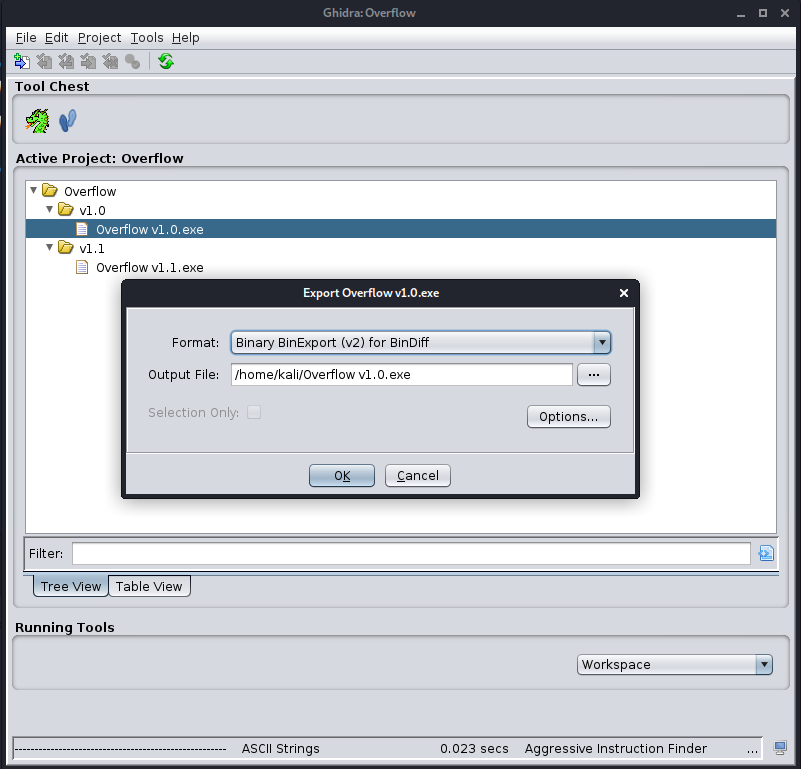 Ghidra: Overflow
File Edit Project Tools Help
Tool Chest
Active Project: Overflow
Overflow
v1.0
Overflow v1.0.exe
v1.1
Overflow v1.1.exe
Export Overflow v1.0.exe
Format: Binary BinExport (v2) for BinDiff
Output File: /home/kali/Overflow v1.0.exe ...
Selection Only: Options...
OK Cancel
Filter:
Tree View Table View
Running Tools
Workspace
---------------------------------------------------- ASCII Strings 0.023 secs Aggressive Instruction Finder ...